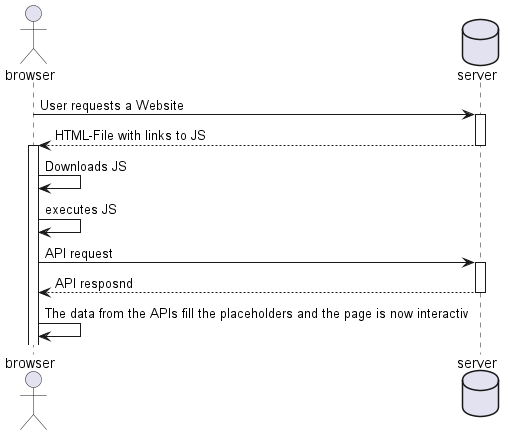 browser
server
User requests a Website
HTML-File with links to JS
Downloads JS
executes JS
API request
API resposnd
The data from the APIs fill the placeholders and the page is now interactiv
browser
server